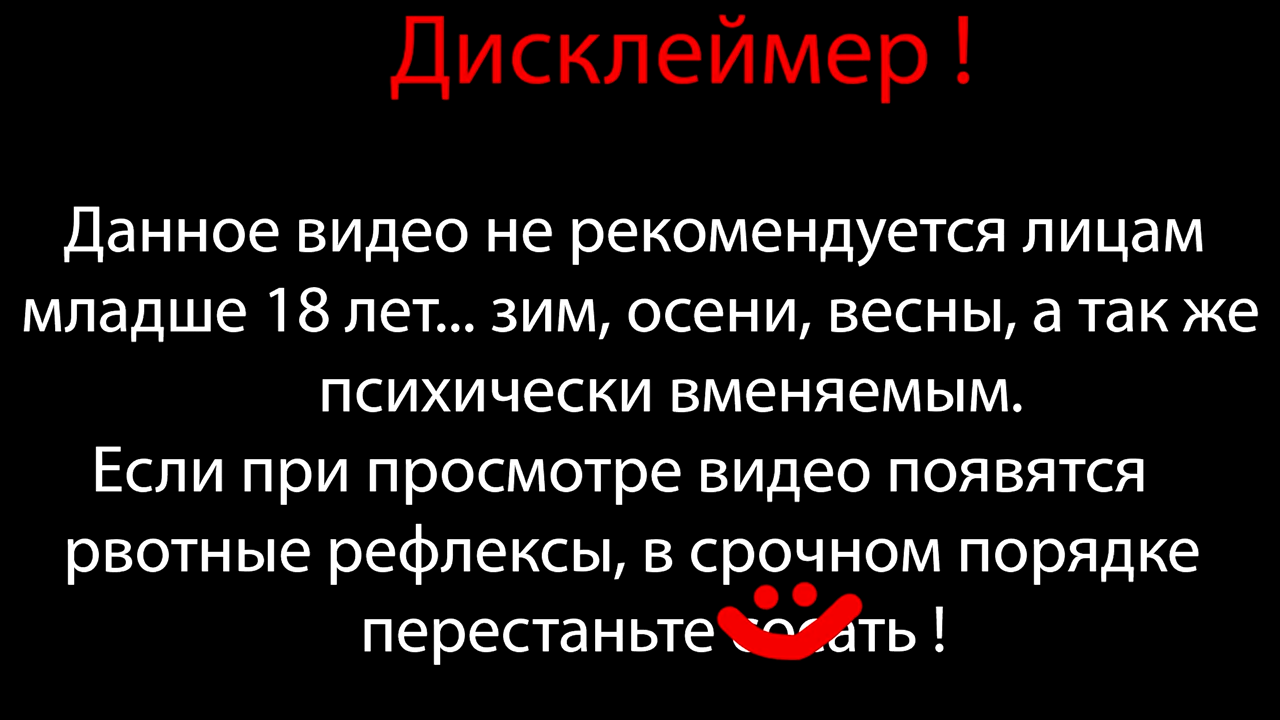 Дисклеймер !
Данное видео не рекомендуется лицам
младше 18 лет... зим, осени, весны, а так же
психически вменяемым.
Если при просмотре видео появятся
рвотные рефлексы, в срочном порядке
перестаньте сосать !